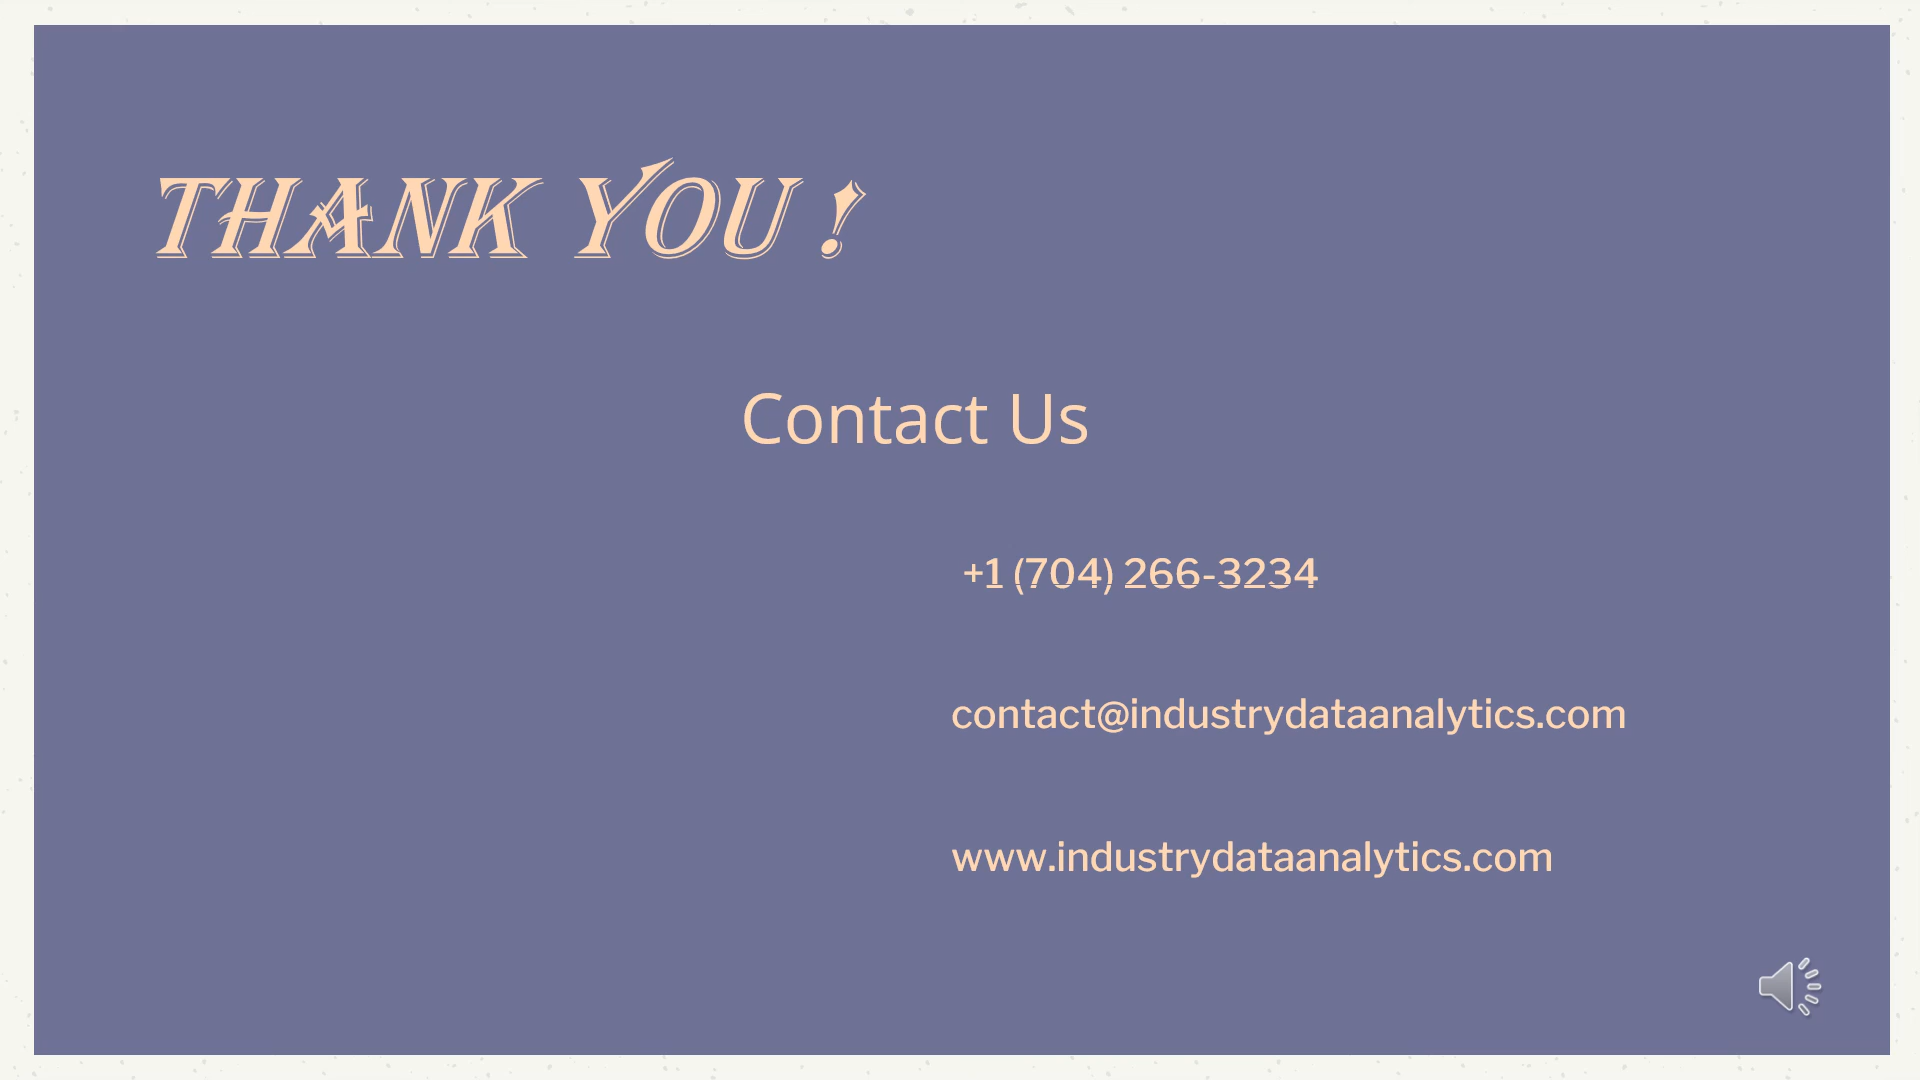 THANK YOU !
Contact Us
+1 (704) 266-3234
contact@industrydataanalytics.com
www.industrydataanalytics.com